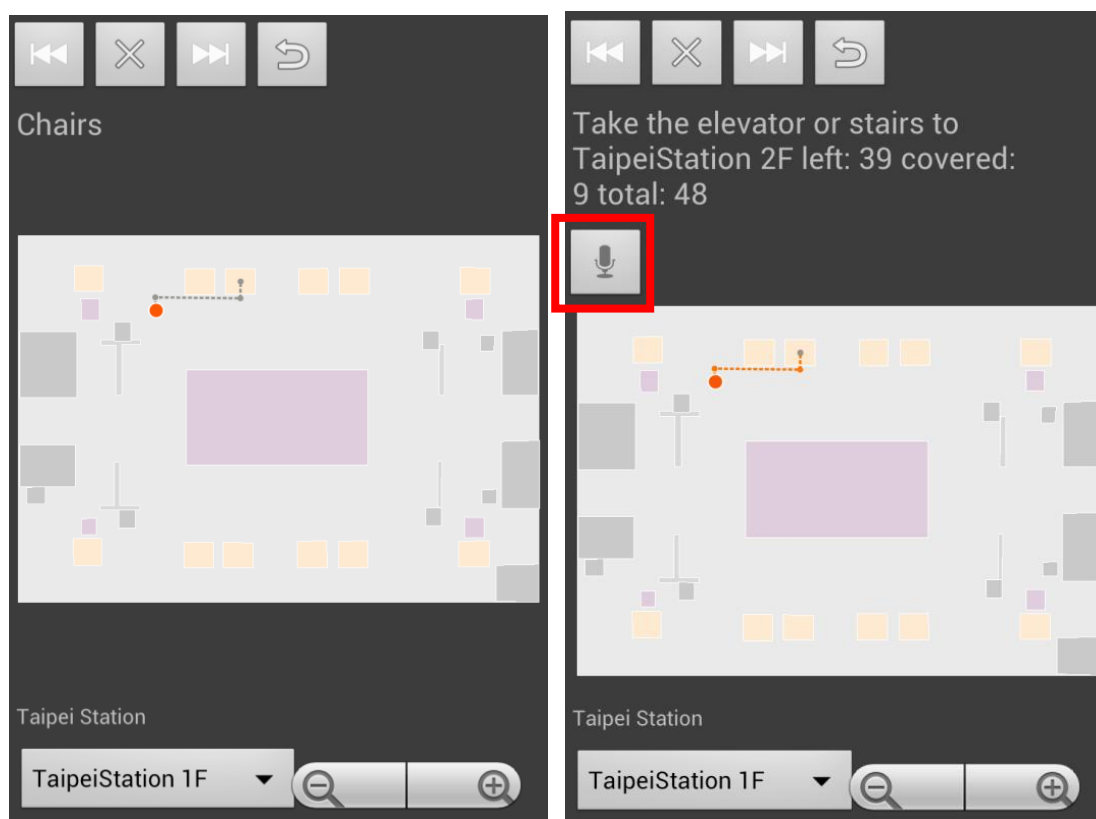 Chairs
Taipei Station
TaipeiStation 1F
Take the elevator or stairs to
TaipeiStation 2F left: 39 covered:
9 total: 48
Taipei Station
TaipeiStation 1F